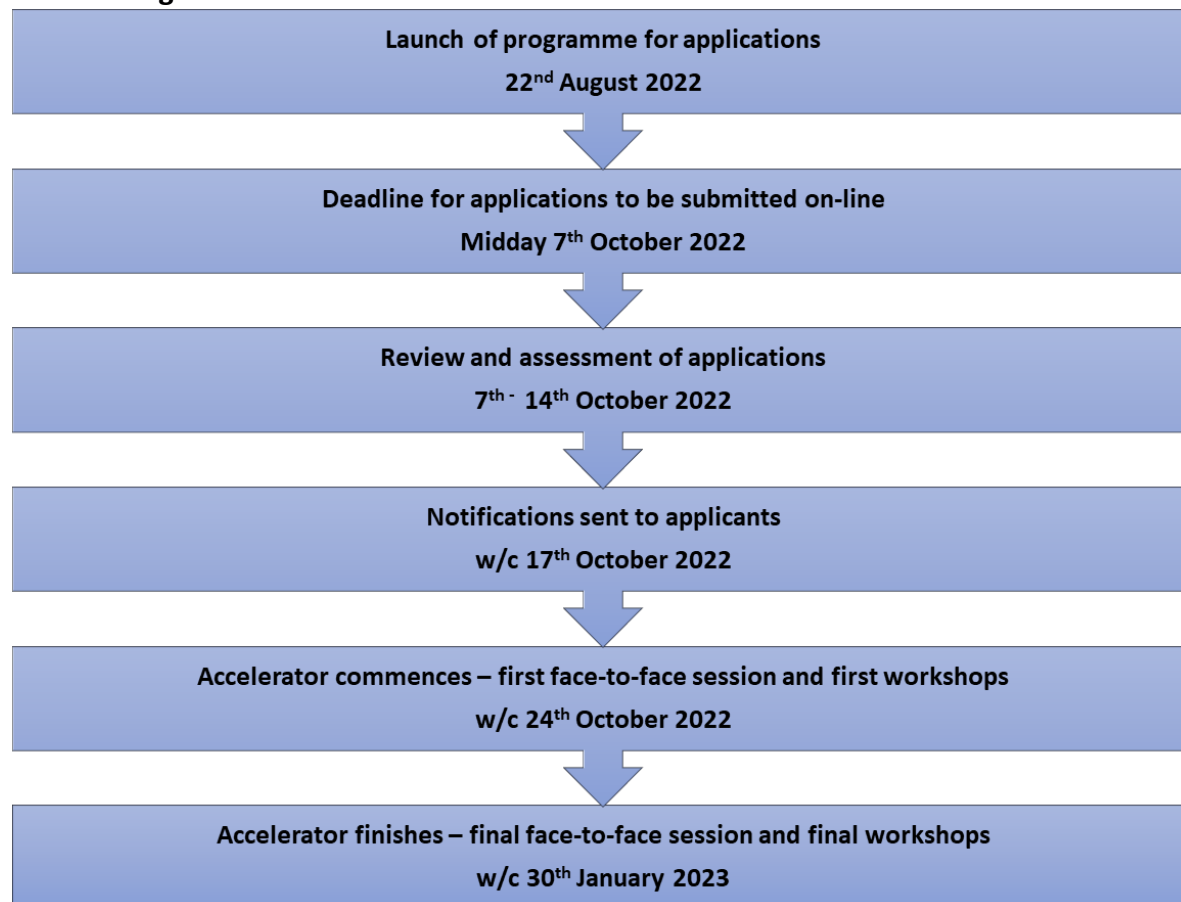 Launch of programme for applications
22nd August 2022
Deadline for applications to be submitted on-line
Midday 7th October 2022
Review and assessment of applications
7th - 14th October 2022
Notifications sent to applicants
w/c 17th October 2022
Accelerator commences – first face-to-face session and first workshops
w/c 24th October 2022
Accelerator finishes – final face-to-face session and final workshops
w/c 30th January 2023